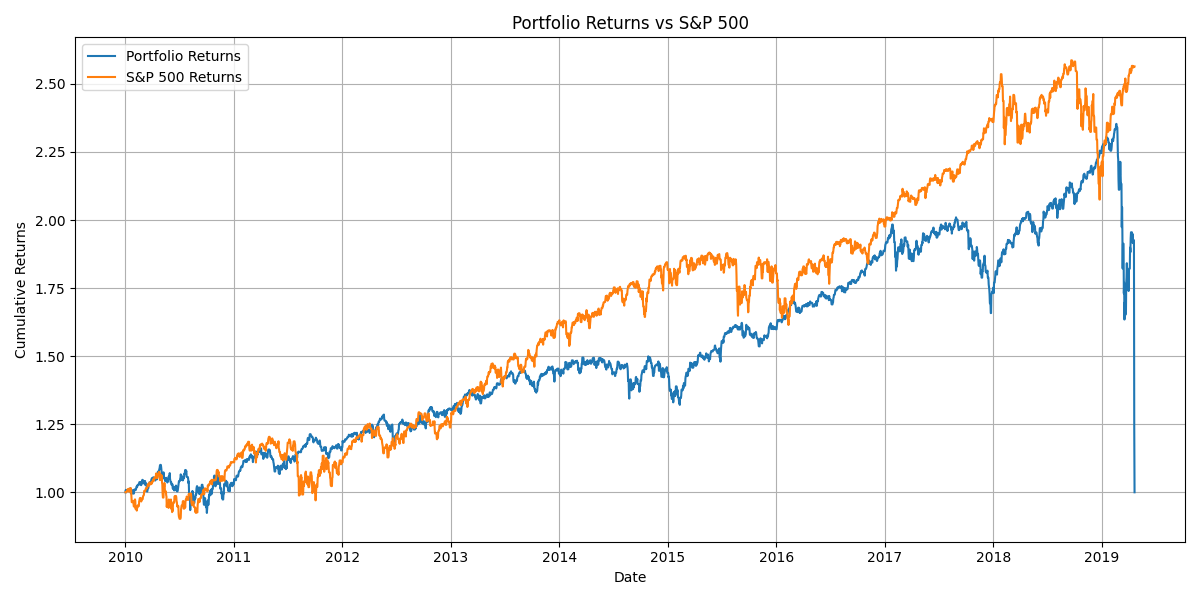 Portfolio Returns vs S&P 500
Portfolio Returns
S&P 500 Returns
Cumulative Returns
2.50
2.25
2.00
1.75
1.50
1.25
1.00
2010 2011 2012 2013 2014 2015 2016 2017 2018 2019
Date